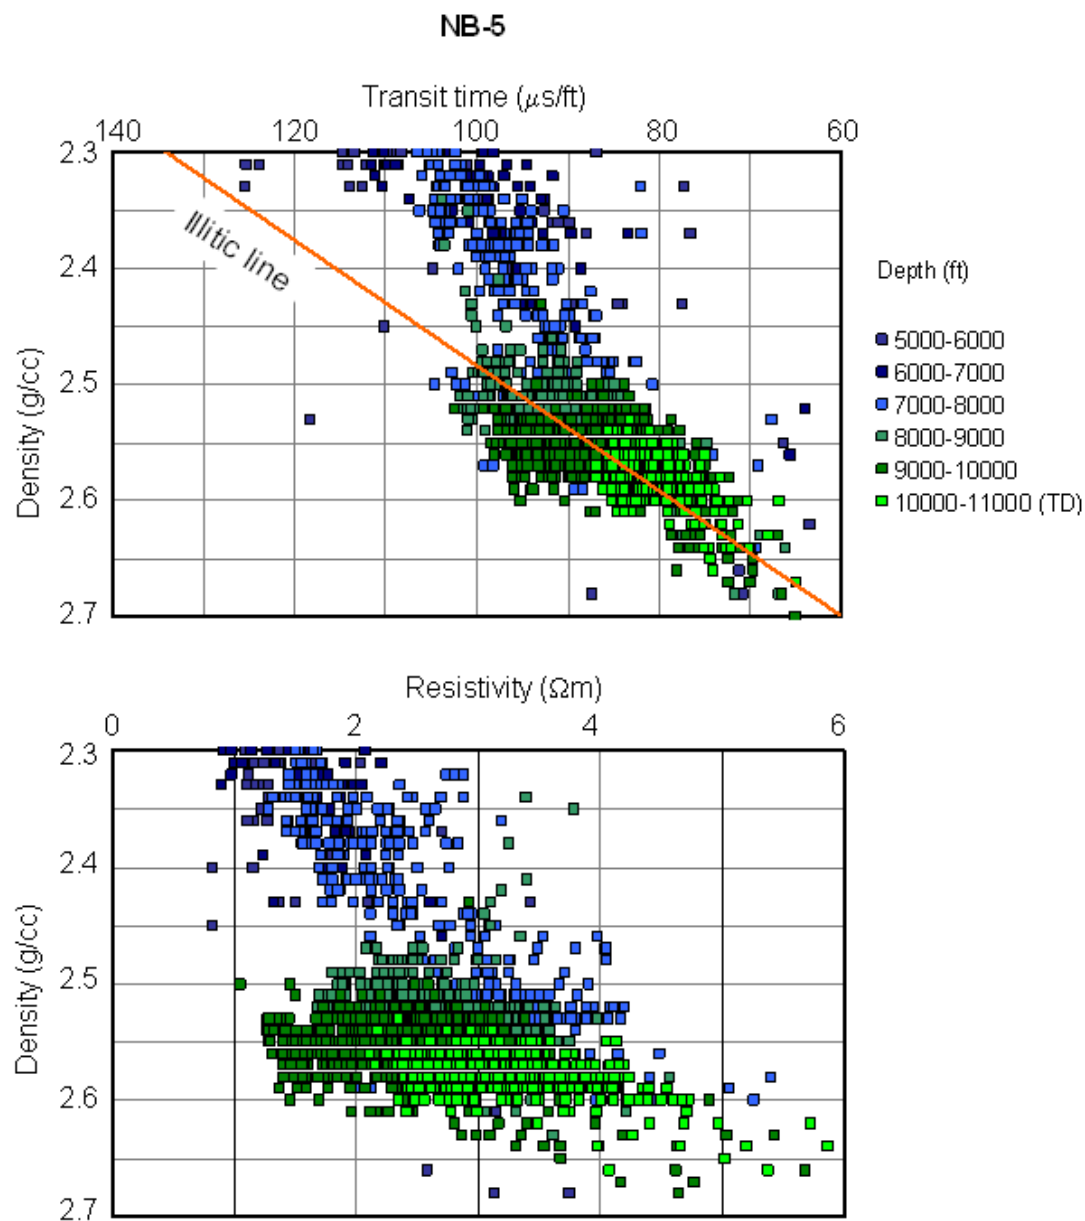 NB-5
Transit time (μs/ft)
140 120 100 80 60
2.3
2.4
2.5
2.6
2.7
Density (g/cc)
Illitic line
Depth (ft)
5000-6000
6000-7000
7000-8000
8000-9000
9000-10000
10000-11000 (TD)
Resistivity (Ωm)
0 2 4 6
2.3
2.4
2.5
2.6
2.7
Density (g/cc)